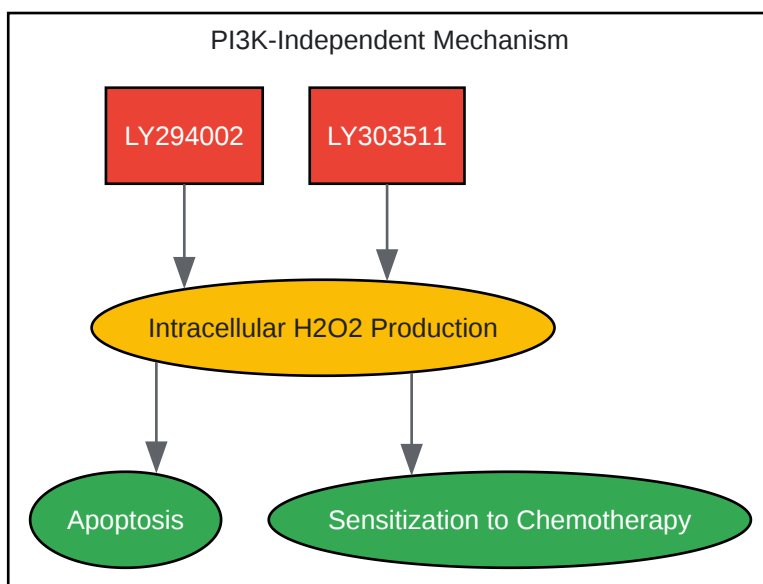 PI3K-Independent Mechanism
LY294002
LY303511
Intracellular H2O2 Production
Apoptosis
Sensitization to Chemotherapy